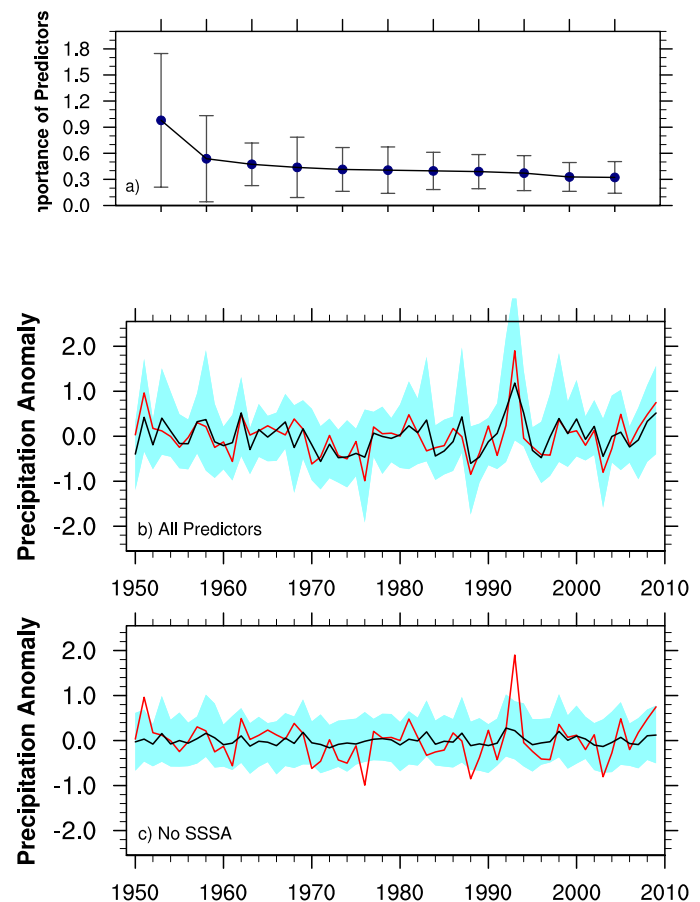 mportance of Predictors
1.8
1.5
1.2
0.9
0.6
0.3
0.0
a)
Precipitation Anomaly
2.0
1.0
0.0
-1.0
-2.0
b) All Predictors
1950 1960 1970 1980 1990 2000 2010
Precipitation Anomaly
2.0
1.0
0.0
-1.0
-2.0
c) No SSSA
1950 1960 1970 1980 1990 2000 2010